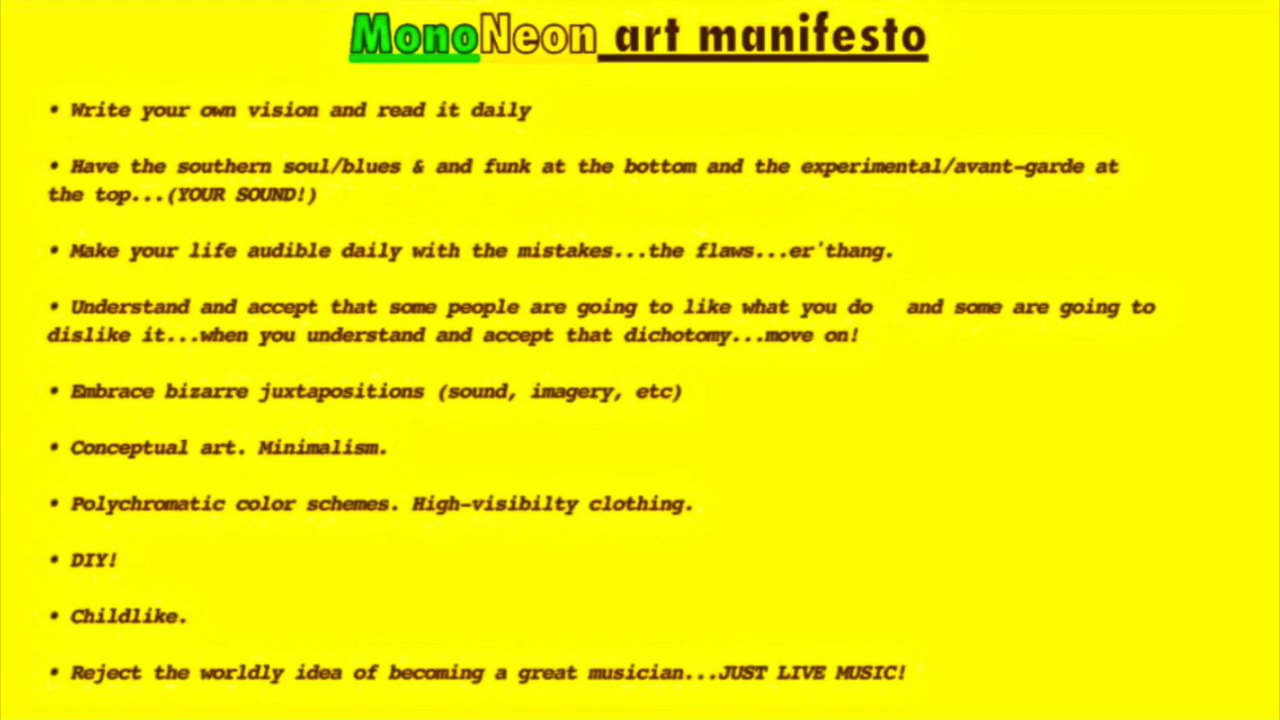 MonoNeon art manifesto
• Write your own vision and read it daily
• Have the southern soul/blues & and funk at the bottom and the experimental/avant-garde at
the top...(YOUR SOUND!)
• Make your life audible daily with the mistakes...the flaws...er'thang.
• Understand and accept that some people are going to like what you do   and some are going to
dislike it...when you understand and accept that dichotomy...move on!
• Embrace bizarre juxtapositions (sound, imagery, etc)
• Conceptual art. Minimalism.
• Polychromatic color schemes. High-visibilty clothing.
• DIY!
• Childlike.
• Reject the worldly idea of becoming a great musician...JUST LIVE MUSIC!